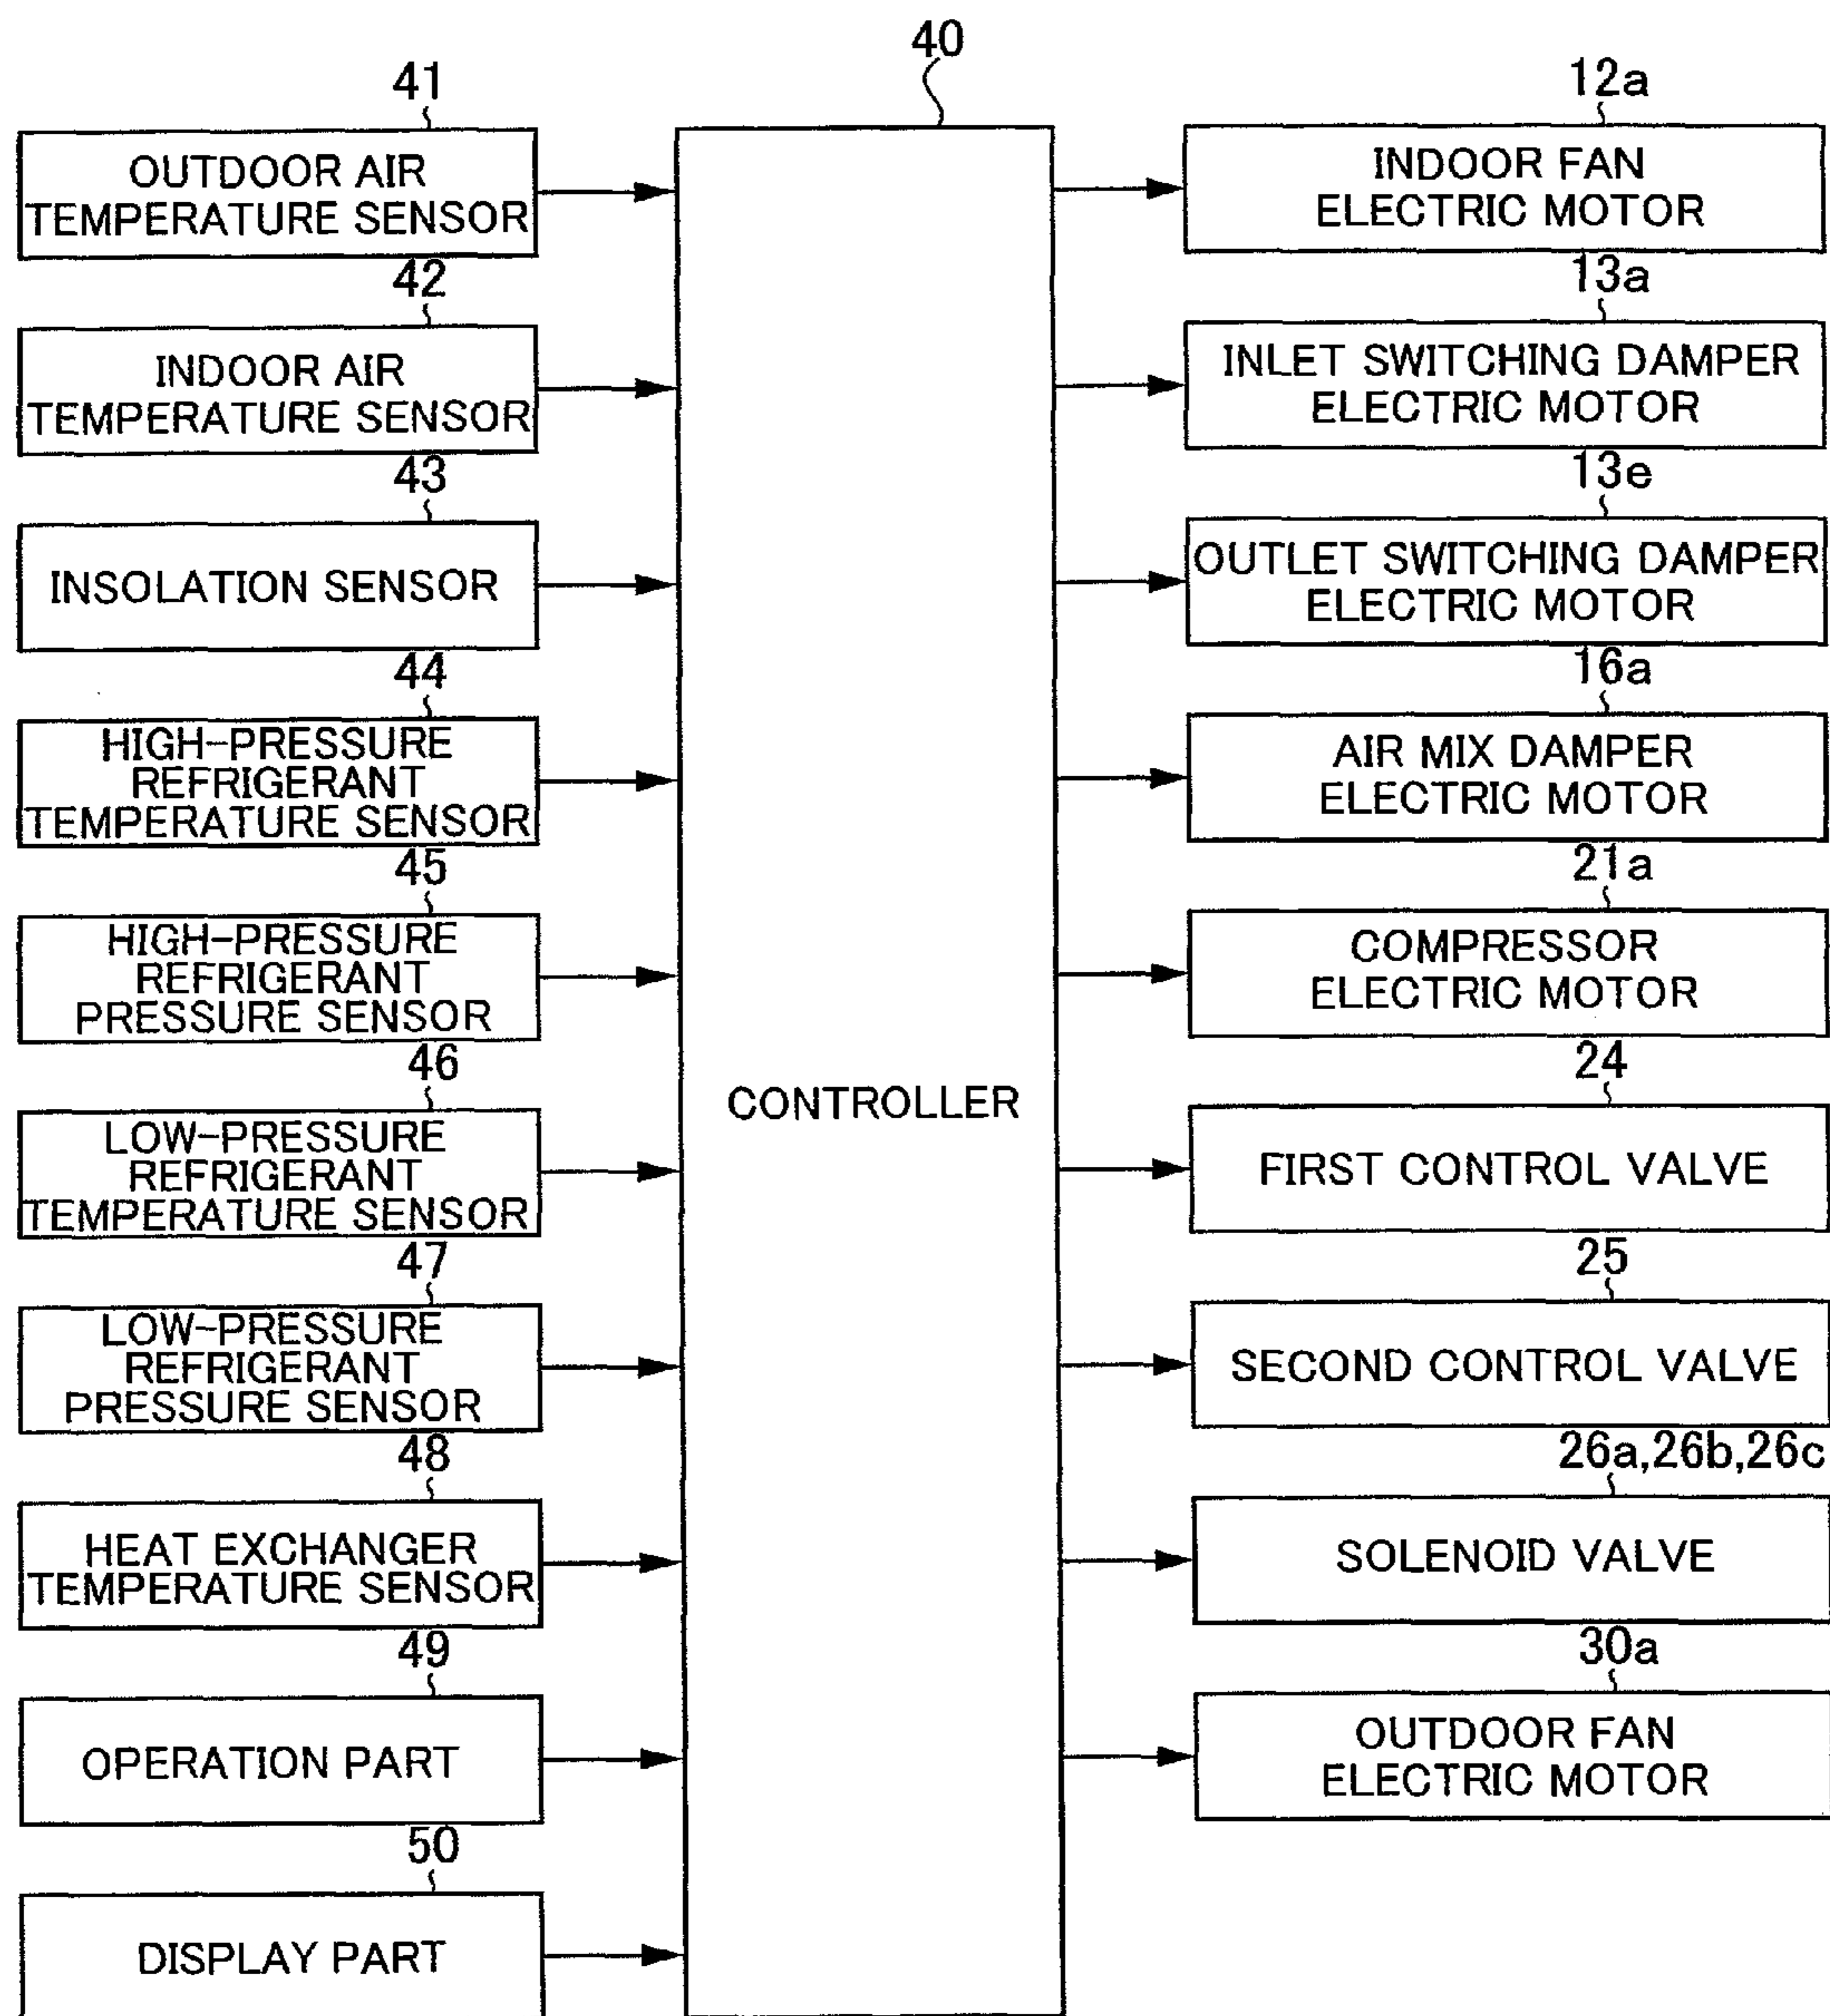 40
41
OUTDOOR AIR
TEMPERATURE SENSOR
42
INDOOR AIR
TEMPERATURE SENSOR
43
INSOLATION SENSOR
44
HIGH-PRESSURE
REFRIGERANT
TEMPERATURE SENSOR
45
HIGH-PRESSURE
REFRIGERANT
PRESSURE SENSOR
46
LOW-PRESSURE
REFRIGERANT
TEMPERATURE SENSOR
47
LOW-PRESSURE
REFRIGERANT
PRESSURE SENSOR
48
HEAT EXCHANGER
TEMPERATURE SENSOR
49
OPERATION PART
50
DISPLAY PART
CONTROLLER
12a
INDOOR FAN
ELECTRIC MOTOR
13a
INLET SWITCHING DAMPER
ELECTRIC MOTOR
13e
OUTLET SWITCHING DAMPER
ELECTRIC MOTOR
16a
AIR MIX DAMPER
ELECTRIC MOTOR
21a
COMPRESSOR
ELECTRIC MOTOR
24
FIRST CONTROL VALVE
25
SECOND CONTROL VALVE
26a,26b,26c
SOLENOID VALVE
30a
OUTDOOR FAN
ELECTRIC MOTOR